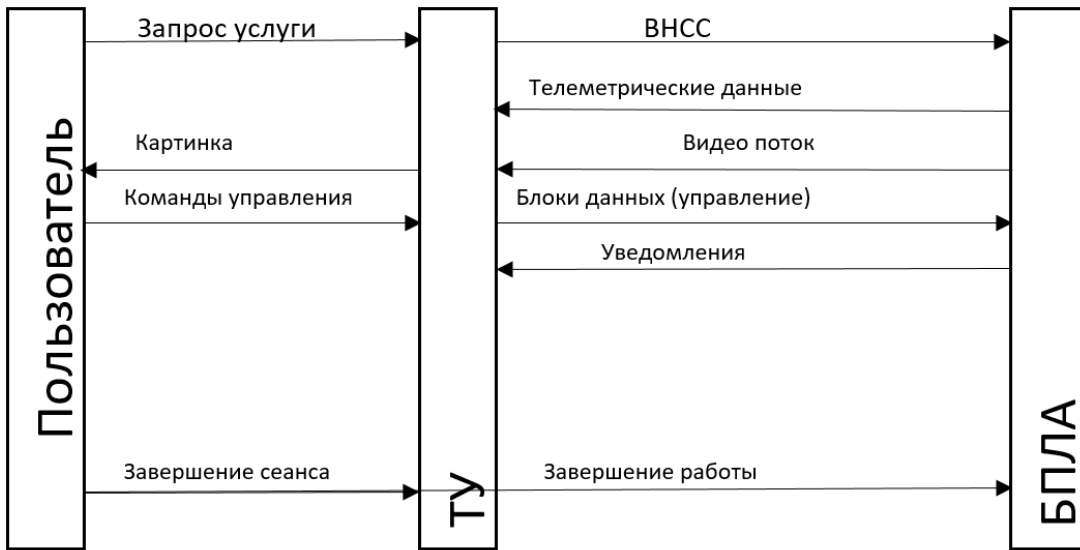 Запрос услуги
ВНСС
Телеметрические данные
Картинка
Видео поток
Команды управления
Блоки данных (управление)
Уведомления
Пользователь
Завершение сеанса
ТУ
Завершение работы
БПЛА